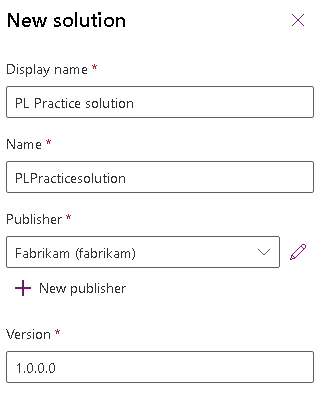 New solution
Display name *
PL Practice solution
Name *
PLPracticesolution
Publisher *
Fabrikam (fabrikam)
New publisher
Version *
1.0.0.0